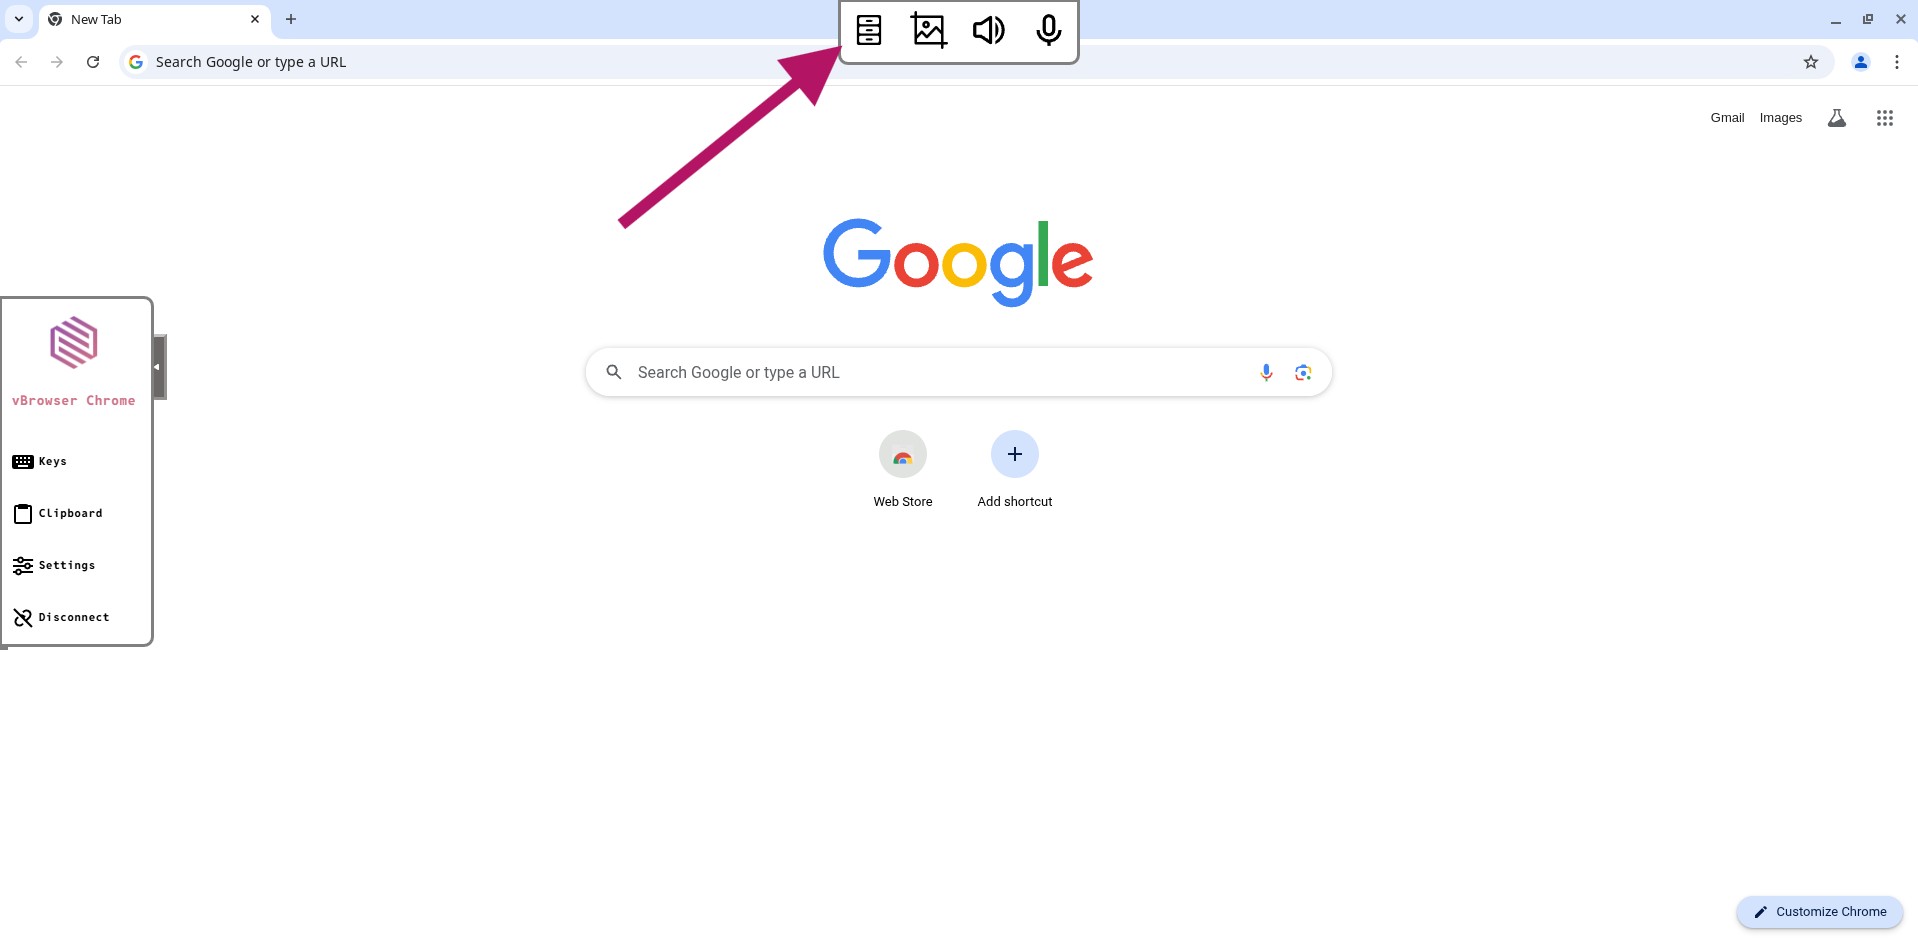 New Tab
Search Google or type a URL
Gmail Images
Google
vBrowser Chrome
Search Google or type a URL
Keys
Web Store Add shortcut
Clipboard
Settings
Disconnect
Customize Chrome